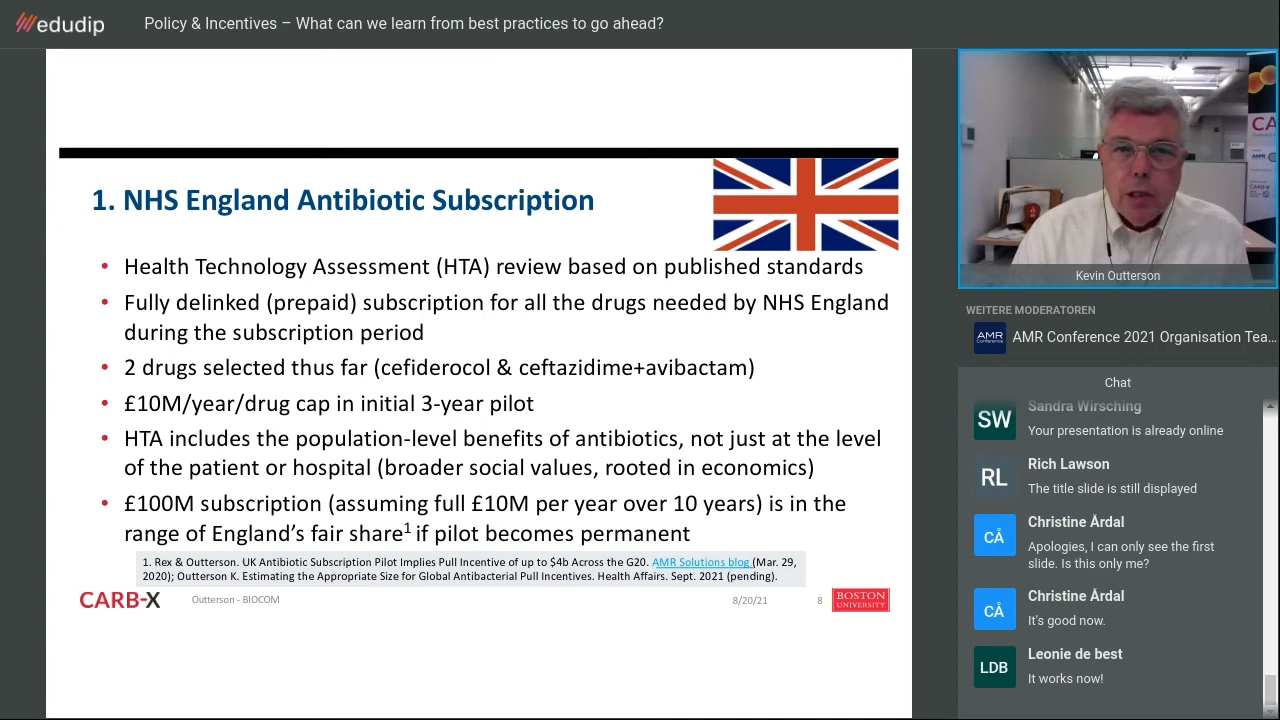 edudip
Policy & Incentives – What can we learn from best practices to go ahead?
1. NHS England Antibiotic Subscription
• Health Technology Assessment (HTA) review based on published standards
• Fully delinked (prepaid) subscription for all the drugs needed by NHS England
during the subscription period
• 2 drugs selected thus far (cefiderocol & ceftazidime+avibactam)
• £10M/year/drug cap in initial 3-year pilot
• HTA includes the population-level benefits of antibiotics, not just at the level
of the patient or hospital (broader social values, rooted in economics)
• £100M subscription (assuming full £10M per year over 10 years) is in the
range of England's fair share1 if pilot becomes permanent
1. Rex & Outterson. UK Antibiotic Subscription Pilot Implies Pull Incentive of up to $4b Across the G20. AMR Solutions blog (Mar. 29,
2020); Outterson K. Estimating the Appropriate Size for Global Antibacterial Pull Incentives. Health Affairs. Sept. 2021 (pending).
CARB-X
Outterson - BIOCOM
8/20/21
8
BOSTON
UNIVERSITY
CA
ASPR
CARB-X
Kevin Outterson
WEITERE MODERATOREN
AMR
Conference
AMR Conference 2021 Organisation Tea...
Chat
SW
Sandra Wirsching
Your presentation is already online
RL
Rich Lawson
The title slide is still displayed
CÅ
Christine Årdal
Apologies, I can only see the first
slide. Is this only me?
CÅ
Christine Årdal
It's good now.
LDB
Leonie de best
It works now!